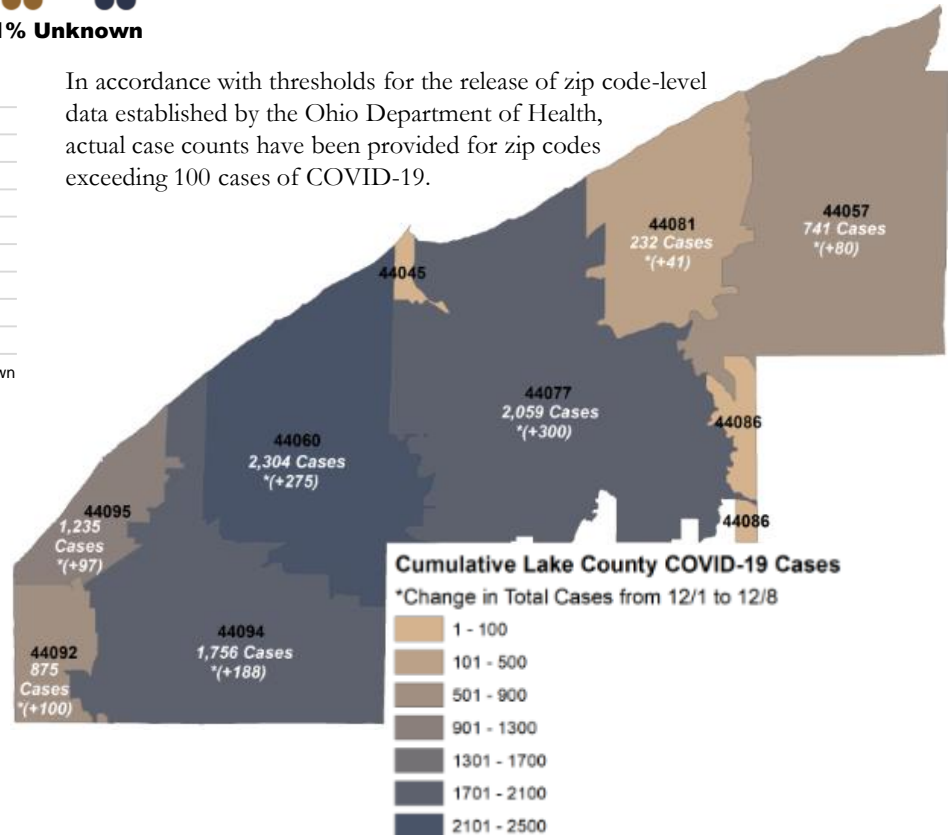 1% Unknown
In accordance with thresholds for the release of zip code-level
data established by the Ohio Department of Health,
actual case counts have been provided for zip codes
exceeding 100 cases of COVID-19.
44057
741 Cases
*(+80)
44081
232 Cases
*(+41)
44045
44077
2,059 Cases
*(+300)
44086
44060
2,304 Cases
*(+275)
44095
1,235
Cases
*(+97)
44086
44094
1,756 Cases
*(+188)
44092
875
Cases
*(+100)
Cumulative Lake County COVID-19 Cases
*Change in Total Cases from 12/1 to 12/8
1 - 100
101 - 500
501 - 900
901 - 1300
1301 - 1700
1701 - 2100
2101 - 2500